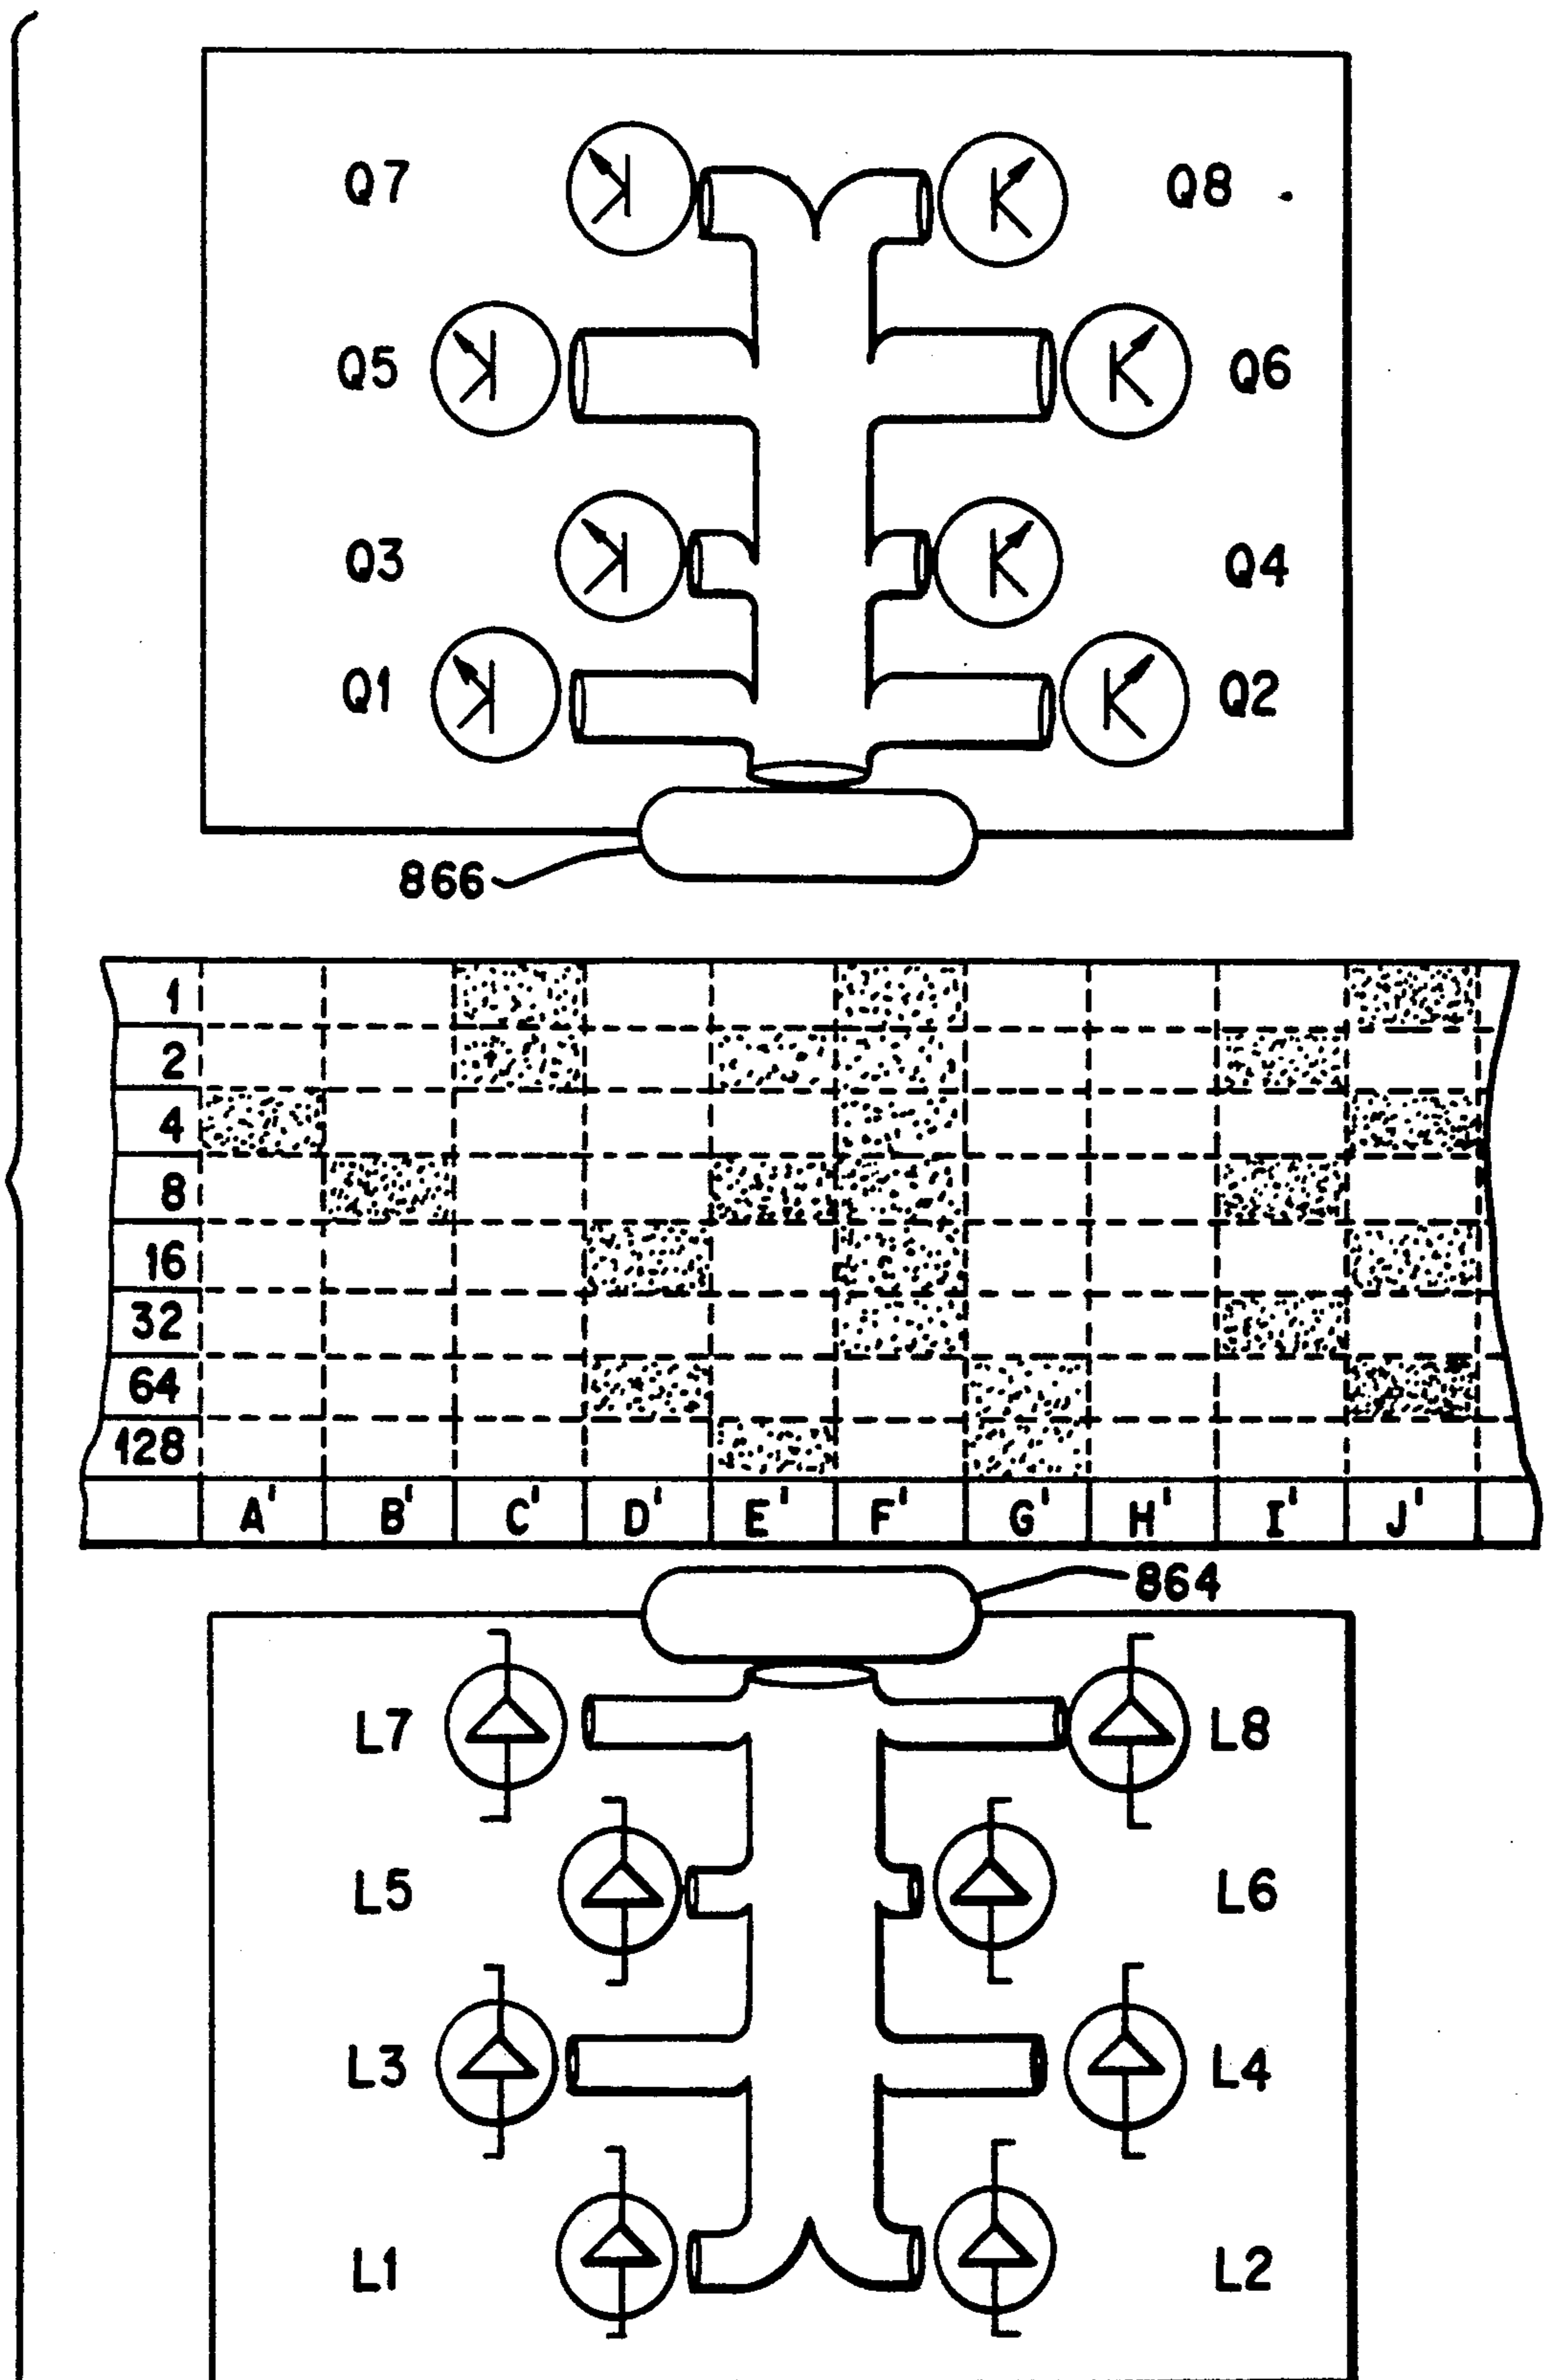 Q7 Q8
Q5 Q6
Q3 Q4
Q1 Q2
866
1
2
4
8
16
32
64
128
A' B' C' D' E' F' G' H' I' J'
864
L7 L8
L5 L6
L3 L4
L1 L2